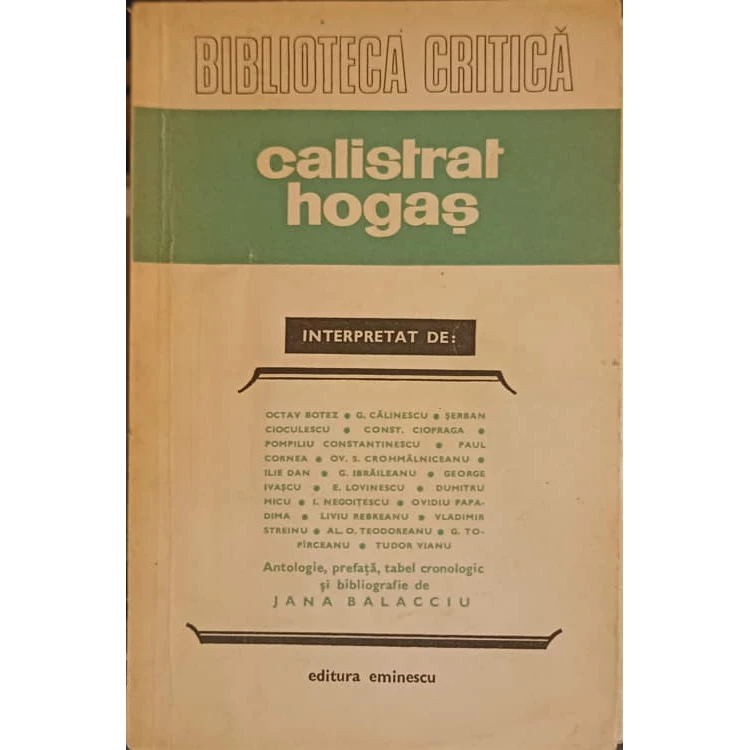 BIBLIOTECA CRITICĂ
calistrat
hogaș
INTERPRETAT DE:
OCTAV BOTEZ • G. CĂLINESCU • ȘERBAN
CIOCULESCU • CONST. CIOPRAGA •
POMPILIU CONSTANTINESCU • PAUL
CORNEA • OV. S. CROHMĂLNICEANU •
ILIE DAN • G. IBRĂILEANU • GEORGE
IVAȘCU • E. LOVINESCU • DUMITRU
MICU • I. NEGOIȚESCU • OVIDIU PAPA-
DIMA • LIVIU REBREANU • VLADIMIR
STREINU • AL. O. TEODOREANU • G. TO-
PÎRCEANU • TUDOR VIANU
Antologie, prefață, tabel cronologic
și bibliografie de
JANA BALACCIU
editura eminescu